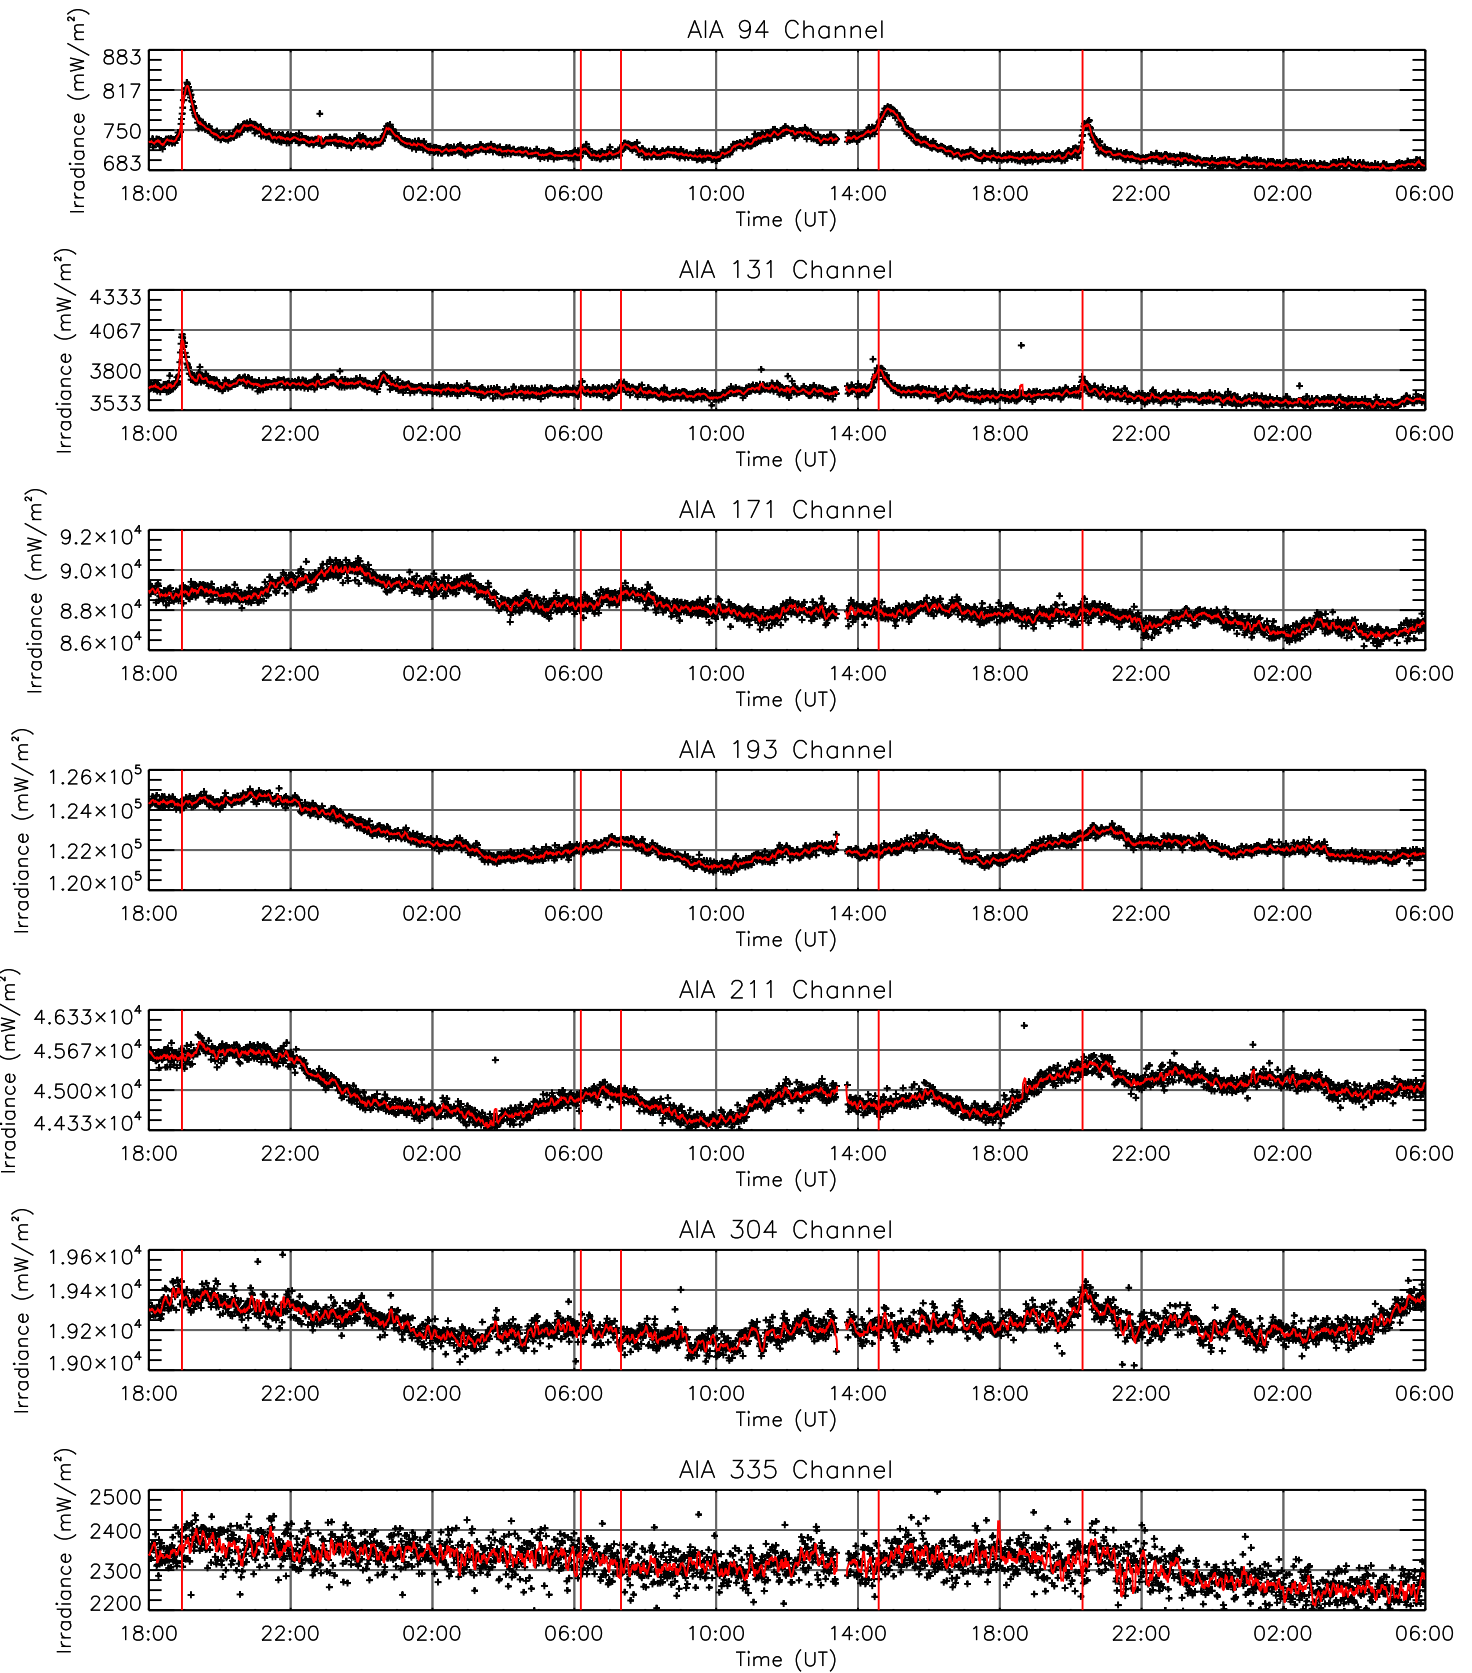 AIA 94 Channel
Irradiance (mW/m²)
883
817
750
683
18:00 22:00 02:00 06:00 10:00 14:00 18:00 22:00 02:00 06:00
Time (UT)
AIA 131 Channel
Irradiance (mW/m²)
4333
4067
3800
3533
18:00 22:00 02:00 06:00 10:00 14:00 18:00 22:00 02:00 06:00
Time (UT)
AIA 171 Channel
Irradiance (mW/m²)
9.2×10⁴
9.0×10⁴
8.8×10⁴
8.6×10⁴
18:00 22:00 02:00 06:00 10:00 14:00 18:00 22:00 02:00 06:00
Time (UT)
AIA 193 Channel
Irradiance (mW/m²)
1.26×10⁵
1.24×10⁵
1.22×10⁵
1.20×10⁵
18:00 22:00 02:00 06:00 10:00 14:00 18:00 22:00 02:00 06:00
Time (UT)
AIA 211 Channel
Irradiance (mW/m²)
4.633×10⁴
4.567×10⁴
4.500×10⁴
4.433×10⁴
18:00 22:00 02:00 06:00 10:00 14:00 18:00 22:00 02:00 06:00
Time (UT)
AIA 304 Channel
Irradiance (mW/m²)
1.96×10⁴
1.94×10⁴
1.92×10⁴
1.90×10⁴
18:00 22:00 02:00 06:00 10:00 14:00 18:00 22:00 02:00 06:00
Time (UT)
AIA 335 Channel
Irradiance (mW/m²)
2500
2400
2300
2200
18:00 22:00 02:00 06:00 10:00 14:00 18:00 22:00 02:00 06:00
Time (UT)